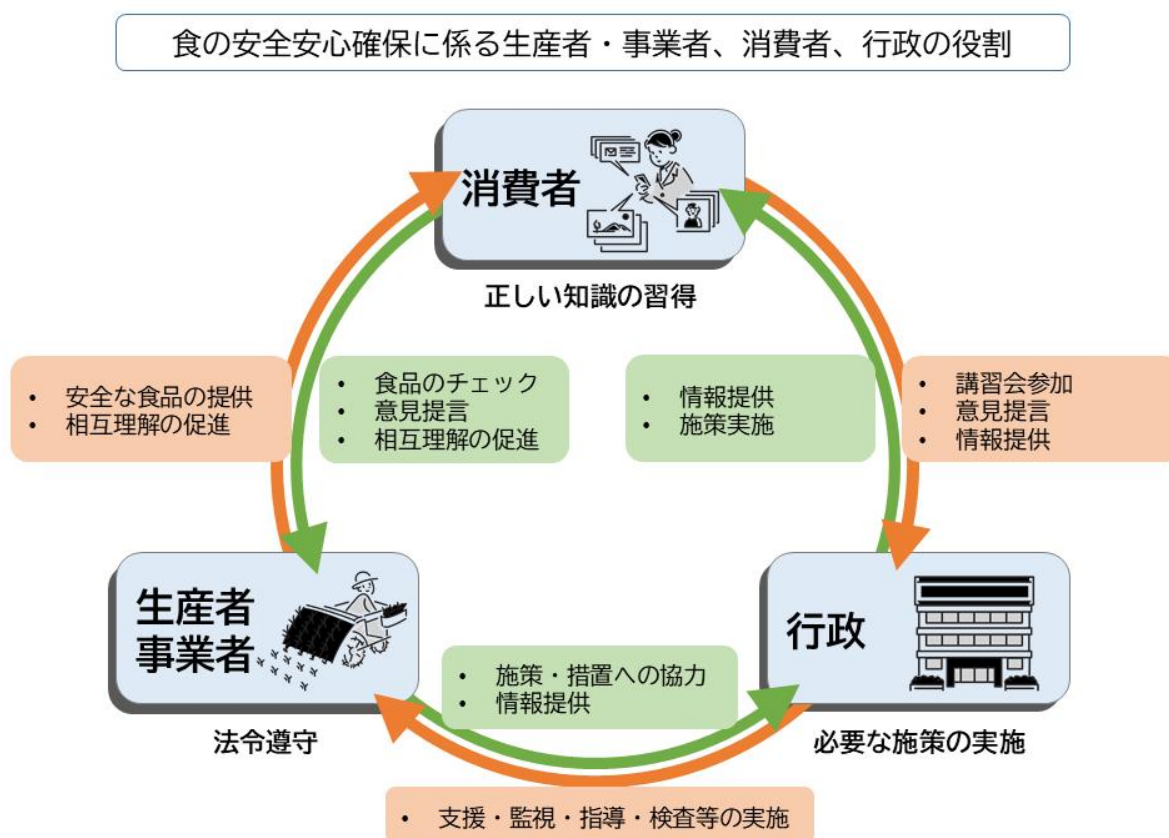 食の安全安心確保に係る生産者・事業者、消費者、行政の役割
消費者
正しい知識の習得
• 安全な食品の提供
• 相互理解の促進
• 食品のチェック
• 意見提言
• 相互理解の促進
• 情報提供
• 施策実施
• 講習会参加
• 意見提言
• 情報提供
生産者
事業者
法令遵守
行政
必要な施策の実施
• 施策・措置への協力
• 情報提供
• 支援・監視・指導・検査等の実施